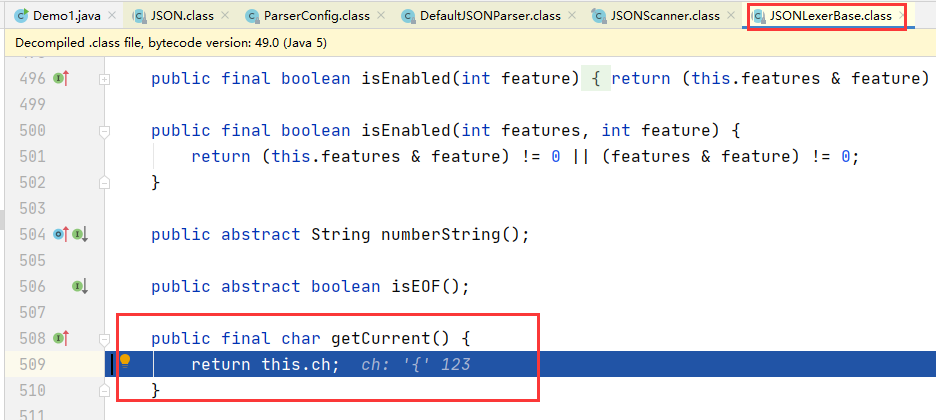 Demo1.java JSON.class ParserConfig.class DefaultJSONParser.class JSONScanner.class JSONLexerBase.class
Decompiled .class file, bytecode version: 49.0 (Java 5)
496 public final boolean isEnabled(int feature) { return (this.features & feature)
499
500 public final boolean isEnabled(int features, int feature) {
501 return (this.features & feature) != 0 || (features & feature) != 0;
502 }
503
504 public abstract String numberString();
505
506 public abstract boolean isEOF();
507
508 public final char getCurrent() {
509 return this.ch; ch: '{' 123
510 }
511